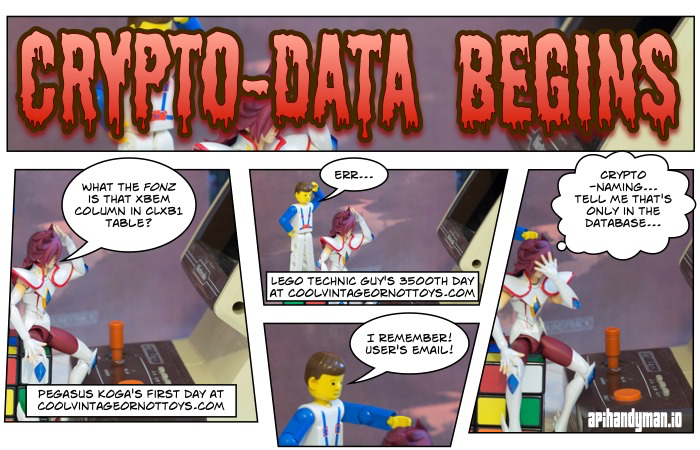 CRYPTO-DATA BEGINS
WHAT THE FONZ
IS THAT XBEM
COLUMN IN CLXB1
TABLE?
PEGASUS KOGA'S FIRST DAY AT
COOLVINTAGEORNOTTOYS.COM
ERR...
LEGO TECHNIC GUY'S 3500TH DAY
AT COOLVINTAGEORNOTTOYS.COM
I REMEMBER!
USER'S EMAIL!
CRYPTO
-NAMING...
TELL ME THAT'S
ONLY IN THE
DATABASE...
apihandyman.io